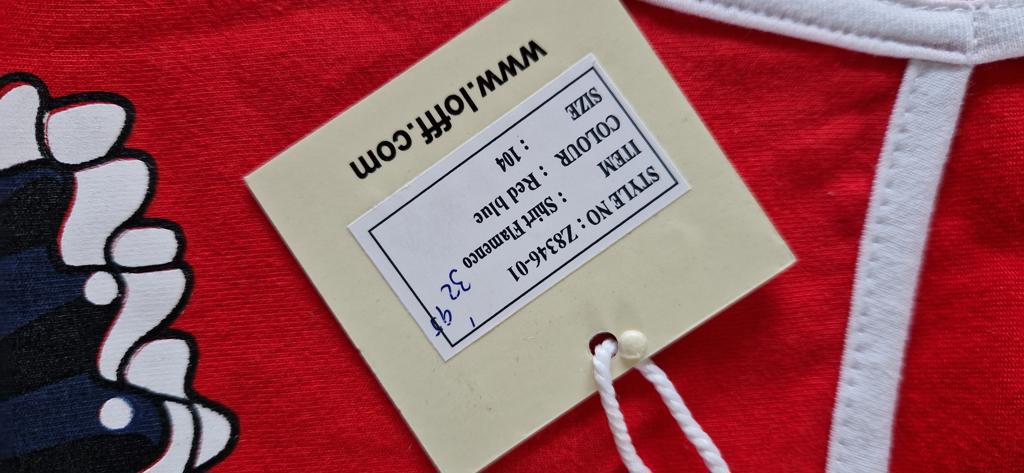 STYLE NO : Z8346-01
ITEM : Shirt Flamenco
COLOUR : Red blue
SIZE : 104
32,95
www.lofff.com